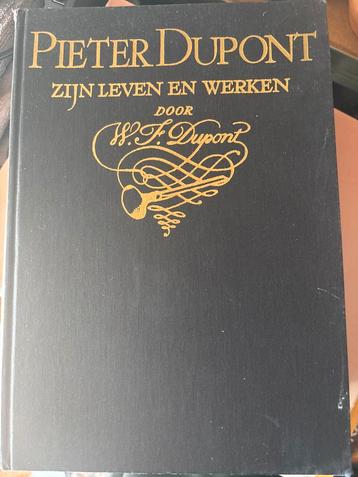 PIETER DUPONT
ZIJN LEVEN EN WERKEN
DOOR
W. F. Dupont